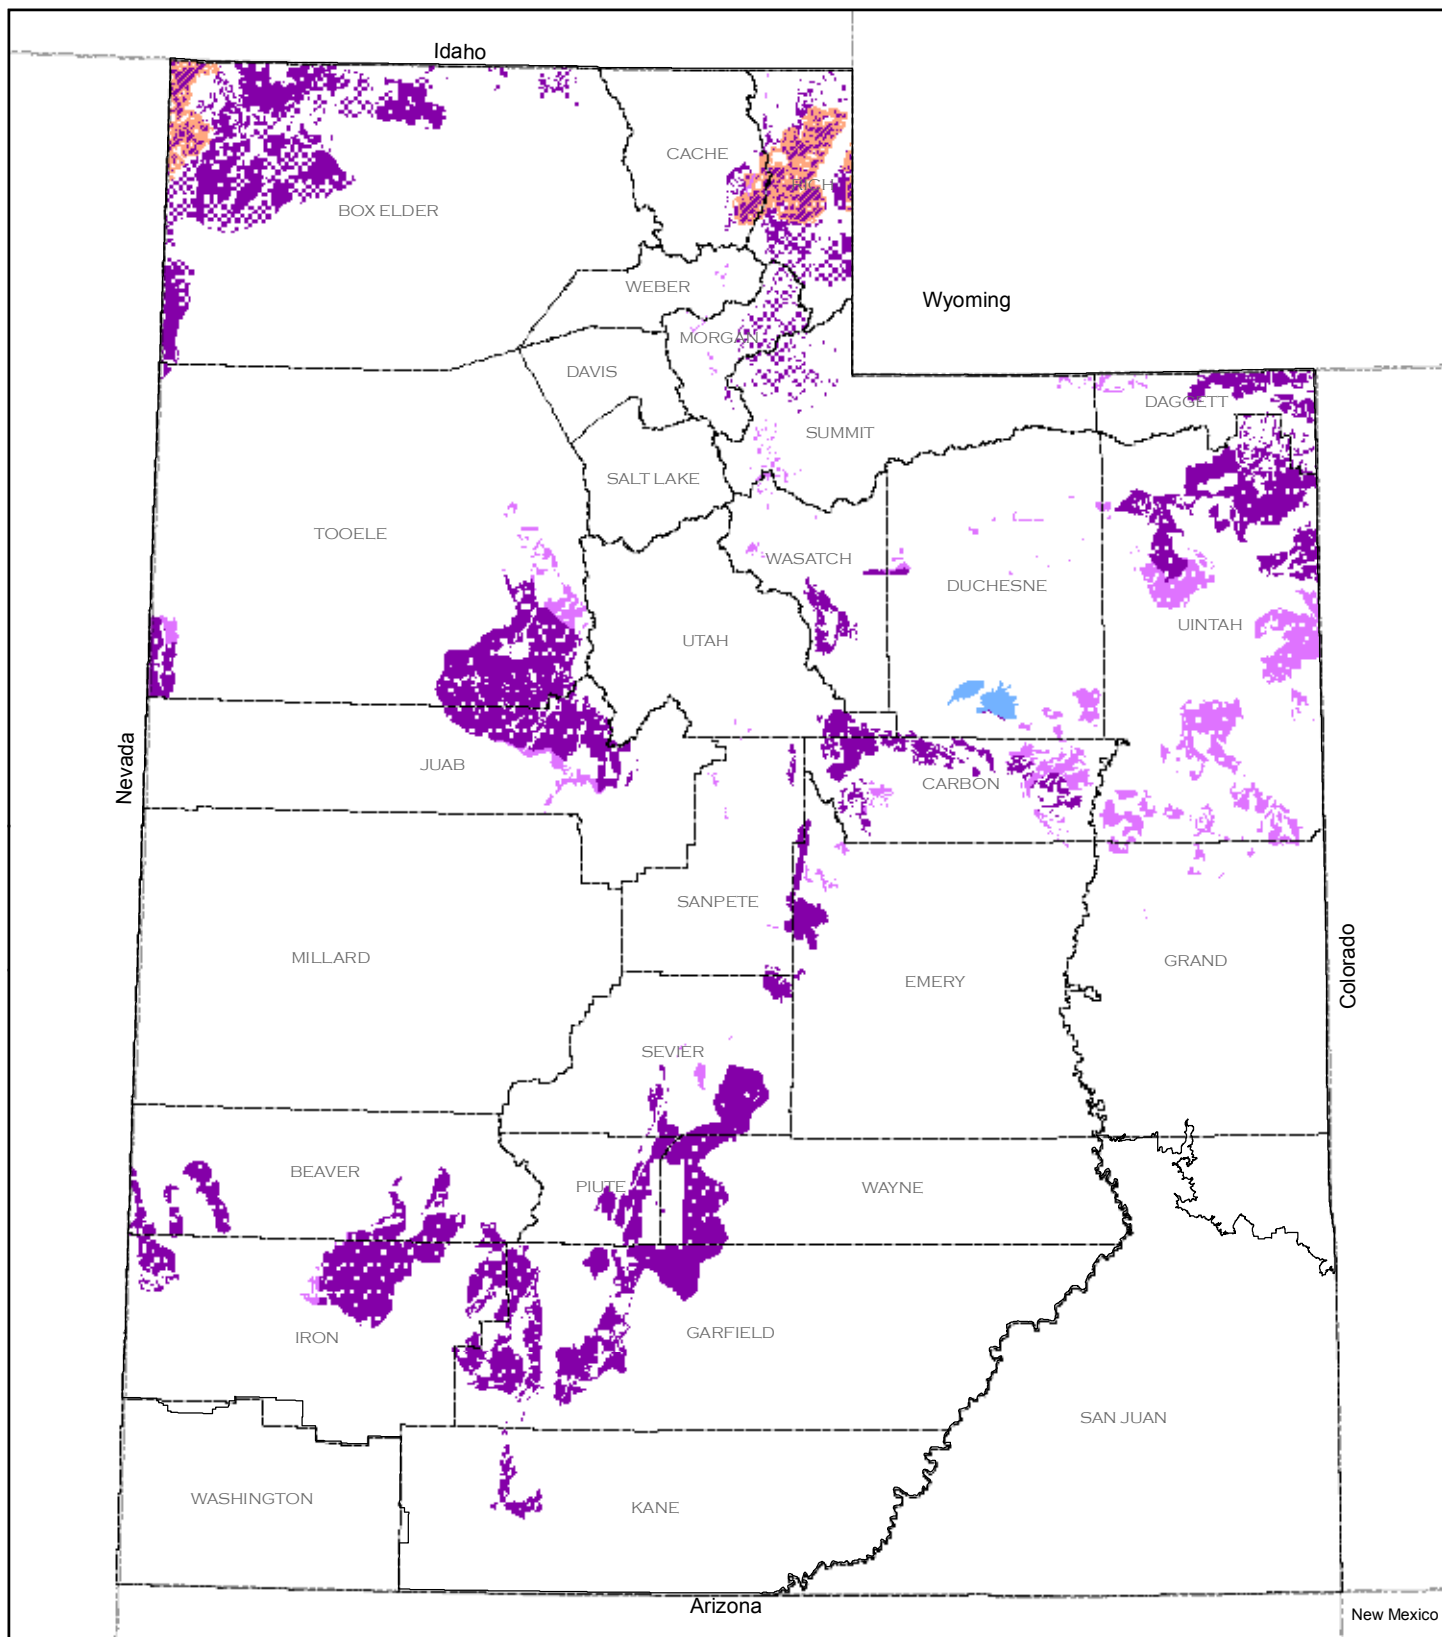 Idaho
CACHE
RICH
BOX ELDER
WEBER
Wyoming
MORGAN
DAVIS
DAGGETT
SUMMIT
SALT LAKE
TOOELE
WASATCH
DUCHESNE
UINTAH
UTAH
Nevada
JUAB
CARBON
SANPETE
MILLARD
EMERY
GRAND
Colorado
SEVIER
BEAVER
PIUTE
WAYNE
IRON
GARFIELD
SAN JUAN
WASHINGTON
KANE
Arizona
New Mexico